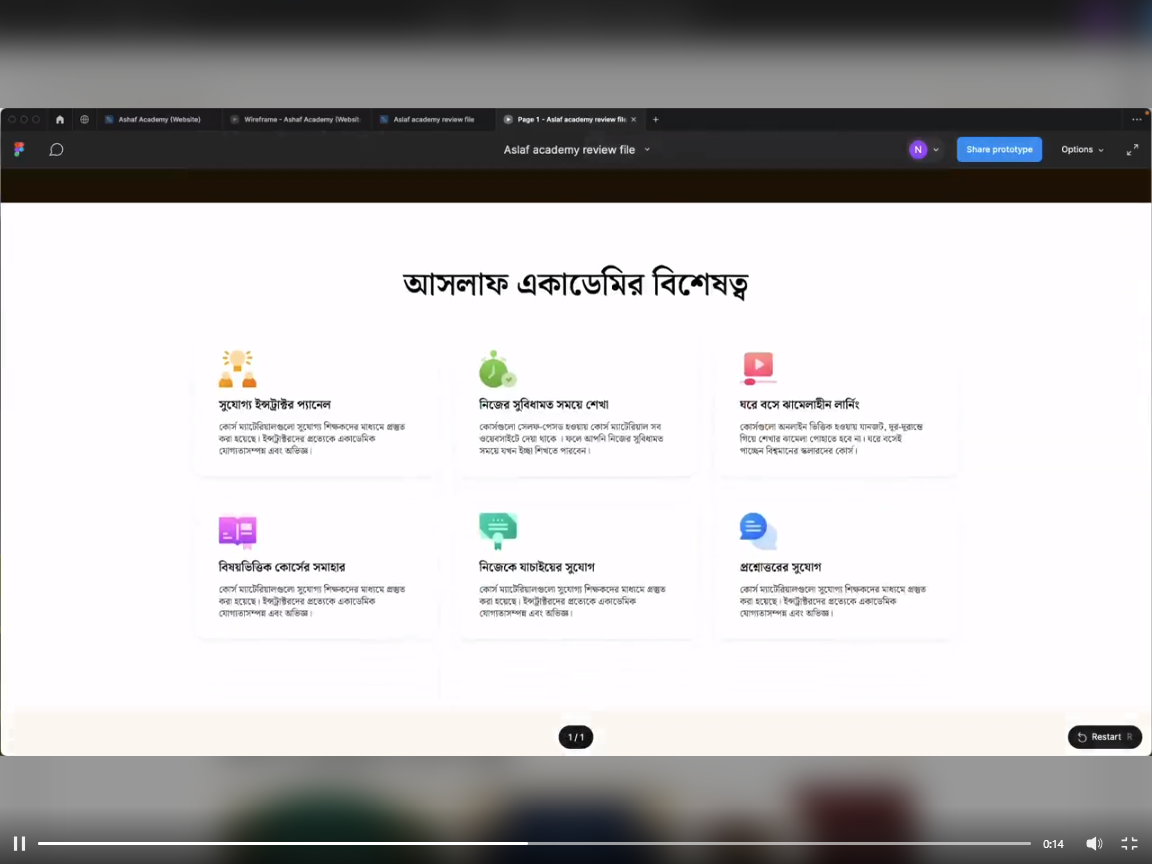 Ashaf Academy (Website)
Wireframe - Ashaf Academy (Websit
Aslaf academy review file
Page 1 - Aslaf academy review file
Aslaf academy review file
N
Share prototype
Options
আসলাফ একাডেমির বিশেষত্ব
সুযোগ্য ইন্সট্রাক্টর প্যানেল
কোর্স ম্যাটেরিয়ালগুলো সুযোগ্য শিক্ষকদের মাধ্যমে প্রস্তুত
করা হয়েছে। ইন্সট্রাক্টরদের প্রত্যেকে একাডেমিক
যোগ্যতাসম্পন্ন এবং অভিজ্ঞ।
নিজের সুবিধামত সময়ে শেখা
কোর্সগুলো সেলফ-পেসড হওয়ায় কোর্স ম্যাটেরিয়াল সব
ওয়েবসাইটে দেয়া থাকে । ফলে আপনি নিজের সুবিধামত
সময়ে যখন ইচ্ছা শিখতে পারবেন।
ঘরে বসে ঝামেলাহীন লার্নিং
কোর্সগুলো অনলাইন ভিত্তিক হওয়ায় যানজট, দূর-দূরান্তে
গিয়ে শেখার ঝামেলা পোহাতে হবে না। ঘরে বসেই
পাচ্ছেন বিশ্বমানের স্কলারদের কোর্স।
বিষয়ভিত্তিক কোর্সের সমাহার
কোর্স ম্যাটেরিয়ালগুলো সুযোগ্য শিক্ষকদের মাধ্যমে প্রস্তুত
করা হয়েছে। ইন্সট্রাক্টরদের প্রত্যেকে একাডেমিক
যোগ্যতাসম্পন্ন এবং অভিজ্ঞ।
নিজেকে যাচাইয়ের সুযোগ
কোর্স ম্যাটেরিয়ালগুলো সুযোগ্য শিক্ষকদের মাধ্যমে প্রস্তুত
করা হয়েছে। ইন্সট্রাক্টরদের প্রত্যেকে একাডেমিক
যোগ্যতাসম্পন্ন এবং অভিজ্ঞ।
প্রশ্নোত্তরের সুযোগ
কোর্স ম্যাটেরিয়ালগুলো সুযোগ্য শিক্ষকদের মাধ্যমে প্রস্তুত
করা হয়েছে। ইন্সট্রাক্টরদের প্রত্যেকে একাডেমিক
যোগ্যতাসম্পন্ন এবং অভিজ্ঞ।
1 / 1
Restart R
0:14